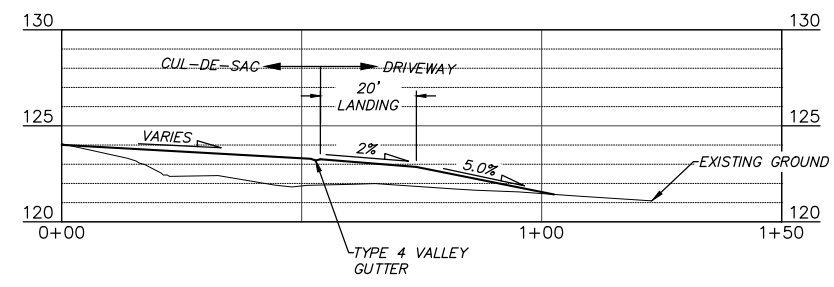 130
130
CUL-DE-SAC
DRIVEWAY
20'
LANDING
125
125
VARIES
2%
5.0%
EXISTING GROUND
120
120
0+00
1+00
1+50
TYPE 4 VALLEY
GUTTER